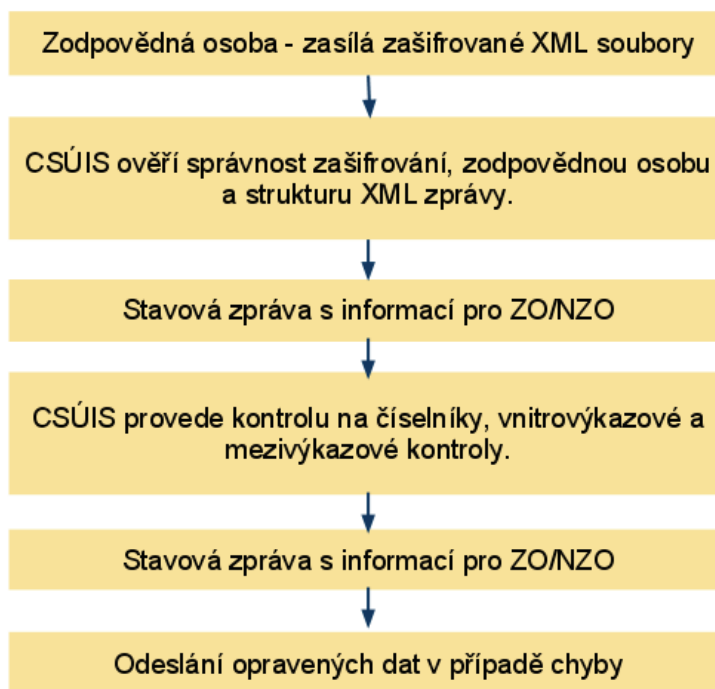 Zodpovědná osoba - zasílá zašifrované XML soubory
CSÚIS ověří správnost zašifrování, zodpovědnou osobu
a strukturu XML zprávy.
Stavová zpráva s informací pro ZO/NZO
CSÚIS provede kontrolu na číselníky, vnitrovýkazové a
mezivýkazové kontroly.
Stavová zpráva s informací pro ZO/NZO
Odeslání opravených dat v případě chyby